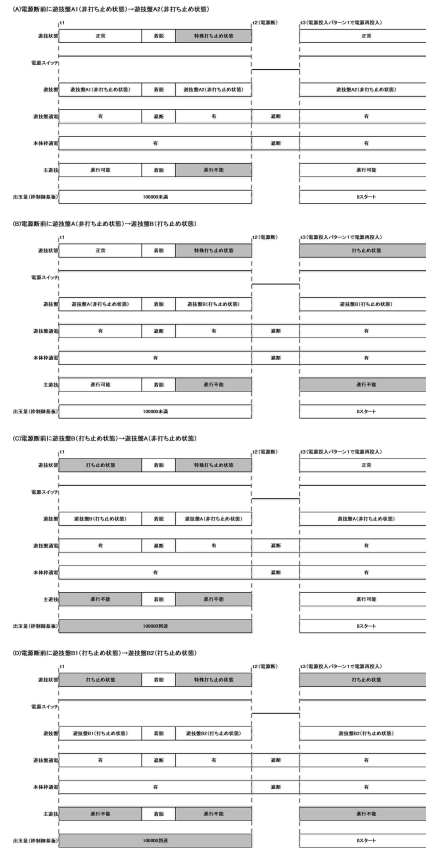 (A)電源断前に遊技盤A1(非打ち止め状態)→遊技盤A2(非打ち止め状態)
t1 t2(電源断) t3(電源投入パターン1で電源再投入)
遊技状態 正常 着脱 特殊打ち止め状態 正常
電源スイッチ
遊技盤 遊技盤A1(非打ち止め状態) 着脱 遊技盤A2(非打ち止め状態) 遊技盤A2(非打ち止め状態)
遊技盤通電 有 遮断 有 遮断 有
本体枠通電 有 遮断 有
主遊技 進行可能 着脱 進行不能 進行可能
出玉量(枠制御基板) 100000未満 0スタート
(B)電源断前に遊技盤A(非打ち止め状態)→遊技盤B(打ち止め状態)
t1 t2(電源断) t3(電源投入パターン1で電源再投入)
遊技状態 正常 着脱 特殊打ち止め状態 打ち止め状態
電源スイッチ
遊技盤 遊技盤A(非打ち止め状態) 着脱 遊技盤B(打ち止め状態) 遊技盤B(打ち止め状態)
遊技盤通電 有 遮断 有 遮断 有
本体枠通電 有 遮断 有
主遊技 進行可能 着脱 進行不能 進行不能
出玉量(枠制御基板) 100000未満 0スタート
(C)電源断前に遊技盤B(打ち止め状態)→遊技盤A(非打ち止め状態)
t1 t2(電源断) t3(電源投入パターン1で電源再投入)
遊技状態 打ち止め状態 着脱 特殊打ち止め状態 正常
電源スイッチ
遊技盤 遊技盤B(打ち止め状態) 着脱 遊技盤A(非打ち止め状態) 遊技盤A(非打ち止め状態)
遊技盤通電 有 遮断 有 遮断 有
本体枠通電 有 遮断 有
主遊技 進行不能 着脱 進行不能 進行可能
出玉量(枠制御基板) 100000到達 0スタート
(D)電源断前に遊技盤B1(打ち止め状態)→遊技盤B2(打ち止め状態)
t1 t2(電源断) t3(電源投入パターン1で電源再投入)
遊技状態 打ち止め状態 着脱 特殊打ち止め状態 打ち止め状態
電源スイッチ
遊技盤 遊技盤B1(打ち止め状態) 着脱 遊技盤B2(打ち止め状態) 遊技盤B2(打ち止め状態)
遊技盤通電 有 遮断 有 遮断 有
本体枠通電 有 遮断 有
主遊技 進行不能 着脱 進行不能 進行不能
出玉量(枠制御基板) 100000到達 0スタート